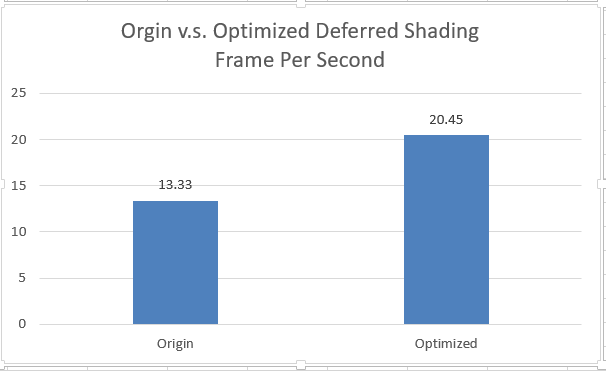 Orgin v.s. Optimized Deferred Shading
Frame Per Second
25
20
15
10
5
0
13.33
20.45
Origin
Optimized